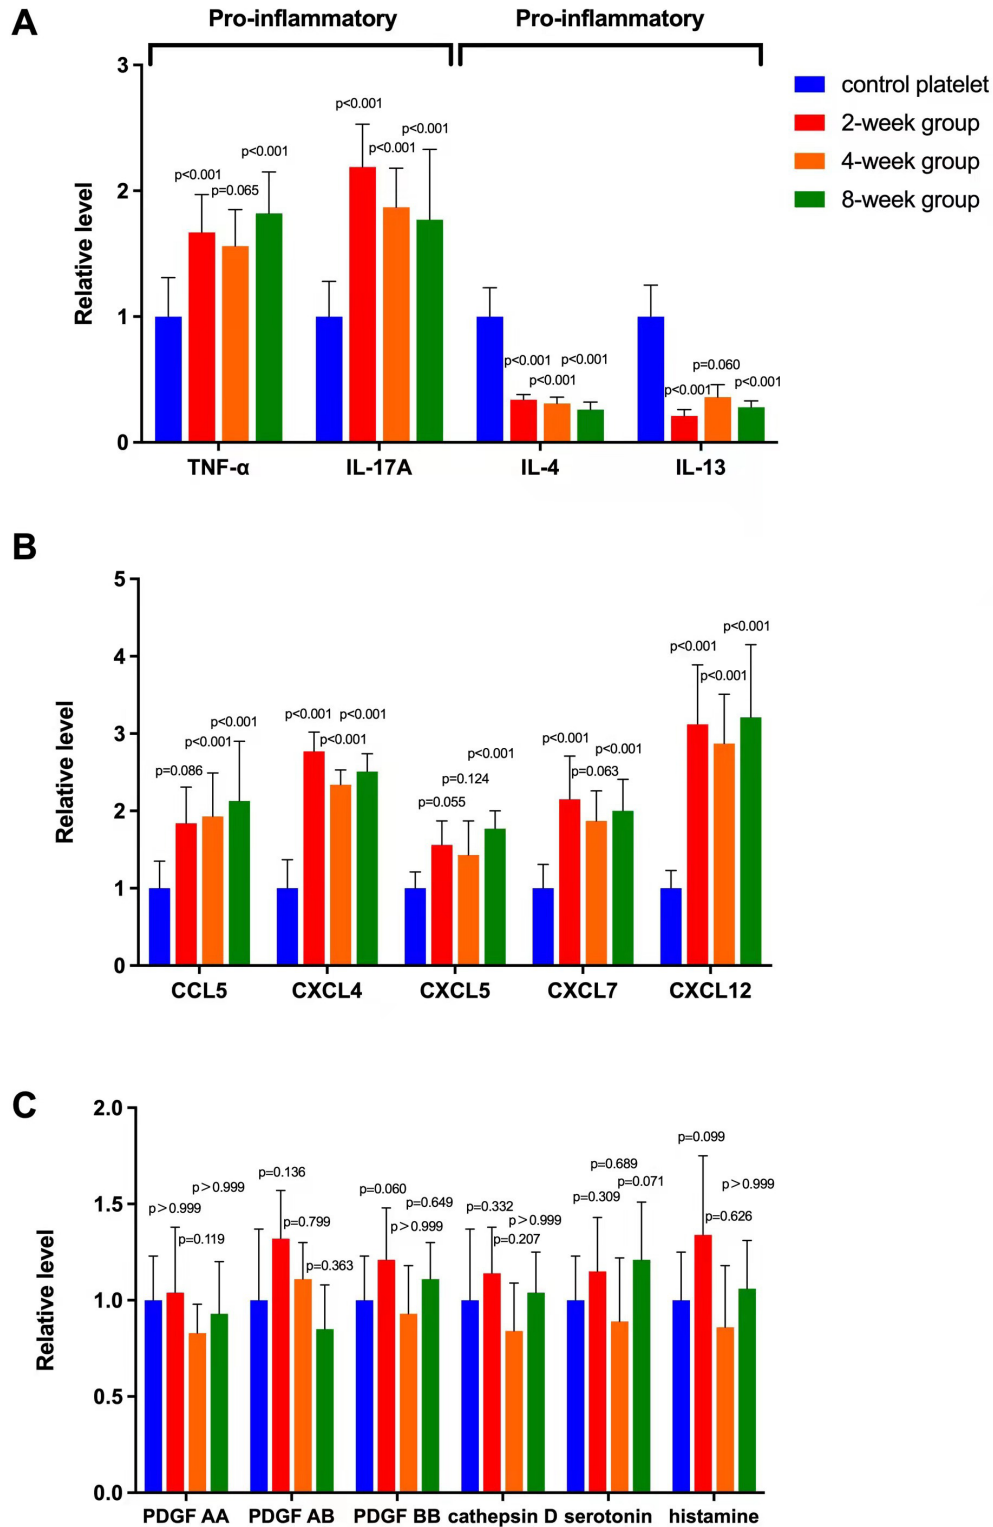 A
Pro-inflammatory
Pro-inflammatory
control platelet
2-week group
4-week group
8-week group
Relative level
3
2
1
0
p<0.001
p=0.065
p<0.001
p<0.001
p<0.001
p<0.001
p<0.001
p<0.001
p<0.001
p<0.001
p=0.060
p<0.001
TNF-α
IL-17A
IL-4
IL-13
B
Relative level
5
4
3
2
1
0
p=0.086
p<0.001
p<0.001
p<0.001
p<0.001
p<0.001
p=0.055
p=0.124
p<0.001
p<0.001
p=0.063
p<0.001
p<0.001
p<0.001
p<0.001
CCL5
CXCL4
CXCL5
CXCL7
CXCL12
C
Relative level
2.0
1.5
1.0
0.5
0.0
p>0.999
p=0.119
p>0.999
p=0.136
p=0.799
p=0.363
p=0.060
p>0.999
p=0.649
p=0.332
p=0.207
p>0.999
p=0.309
p=0.689
p=0.071
p=0.099
p=0.626
p>0.999
PDGF AA
PDGF AB
PDGF BB
cathepsin D
serotonin
histamine